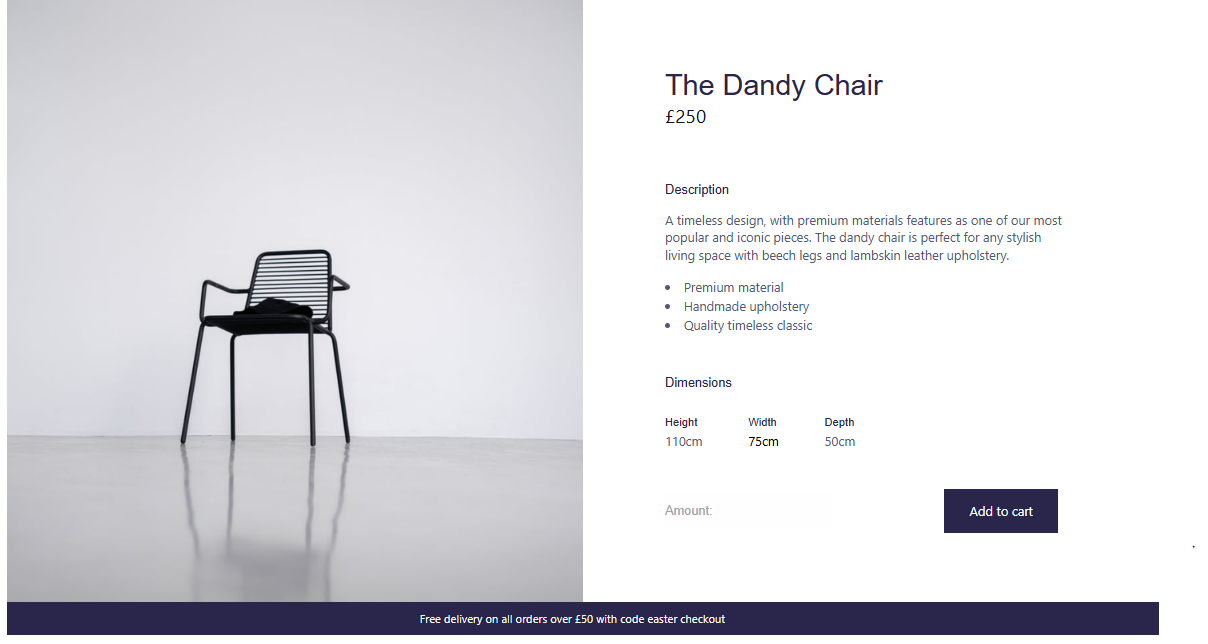 The Dandy Chair
£250
Description
A timeless design, with premium materials features as one of our most
popular and iconic pieces. The dandy chair is perfect for any stylish
living space with beech legs and lambskin leather upholstery.
Premium material
Handmade upholstery
Quality timeless classic
Dimensions
Height Width Depth
110cm 75cm 50cm
Amount: Add to cart
Free delivery on all orders over £50 with code easter checkout